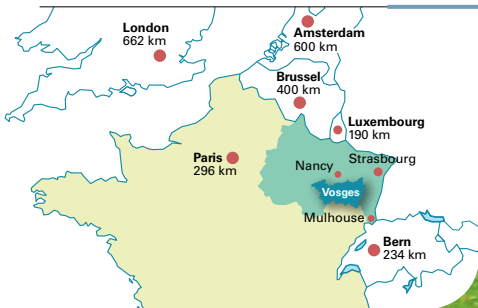 London
662 km
Amsterdam
600 km
Brussel
400 km
Luxembourg
190 km
Paris
296 km
Nancy
Strasbourg
Vosges
Mulhouse
Bern
234 km